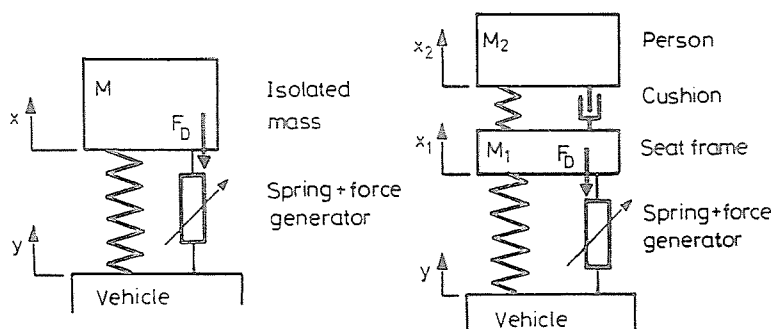 M
Isolated
mass
x
F_D
Spring + force
generator
y
Vehicle
x_2
M_2
Person
Cushion
x_1
M_1
F_D
Seat frame
Spring+force
generator
y
Vehicle